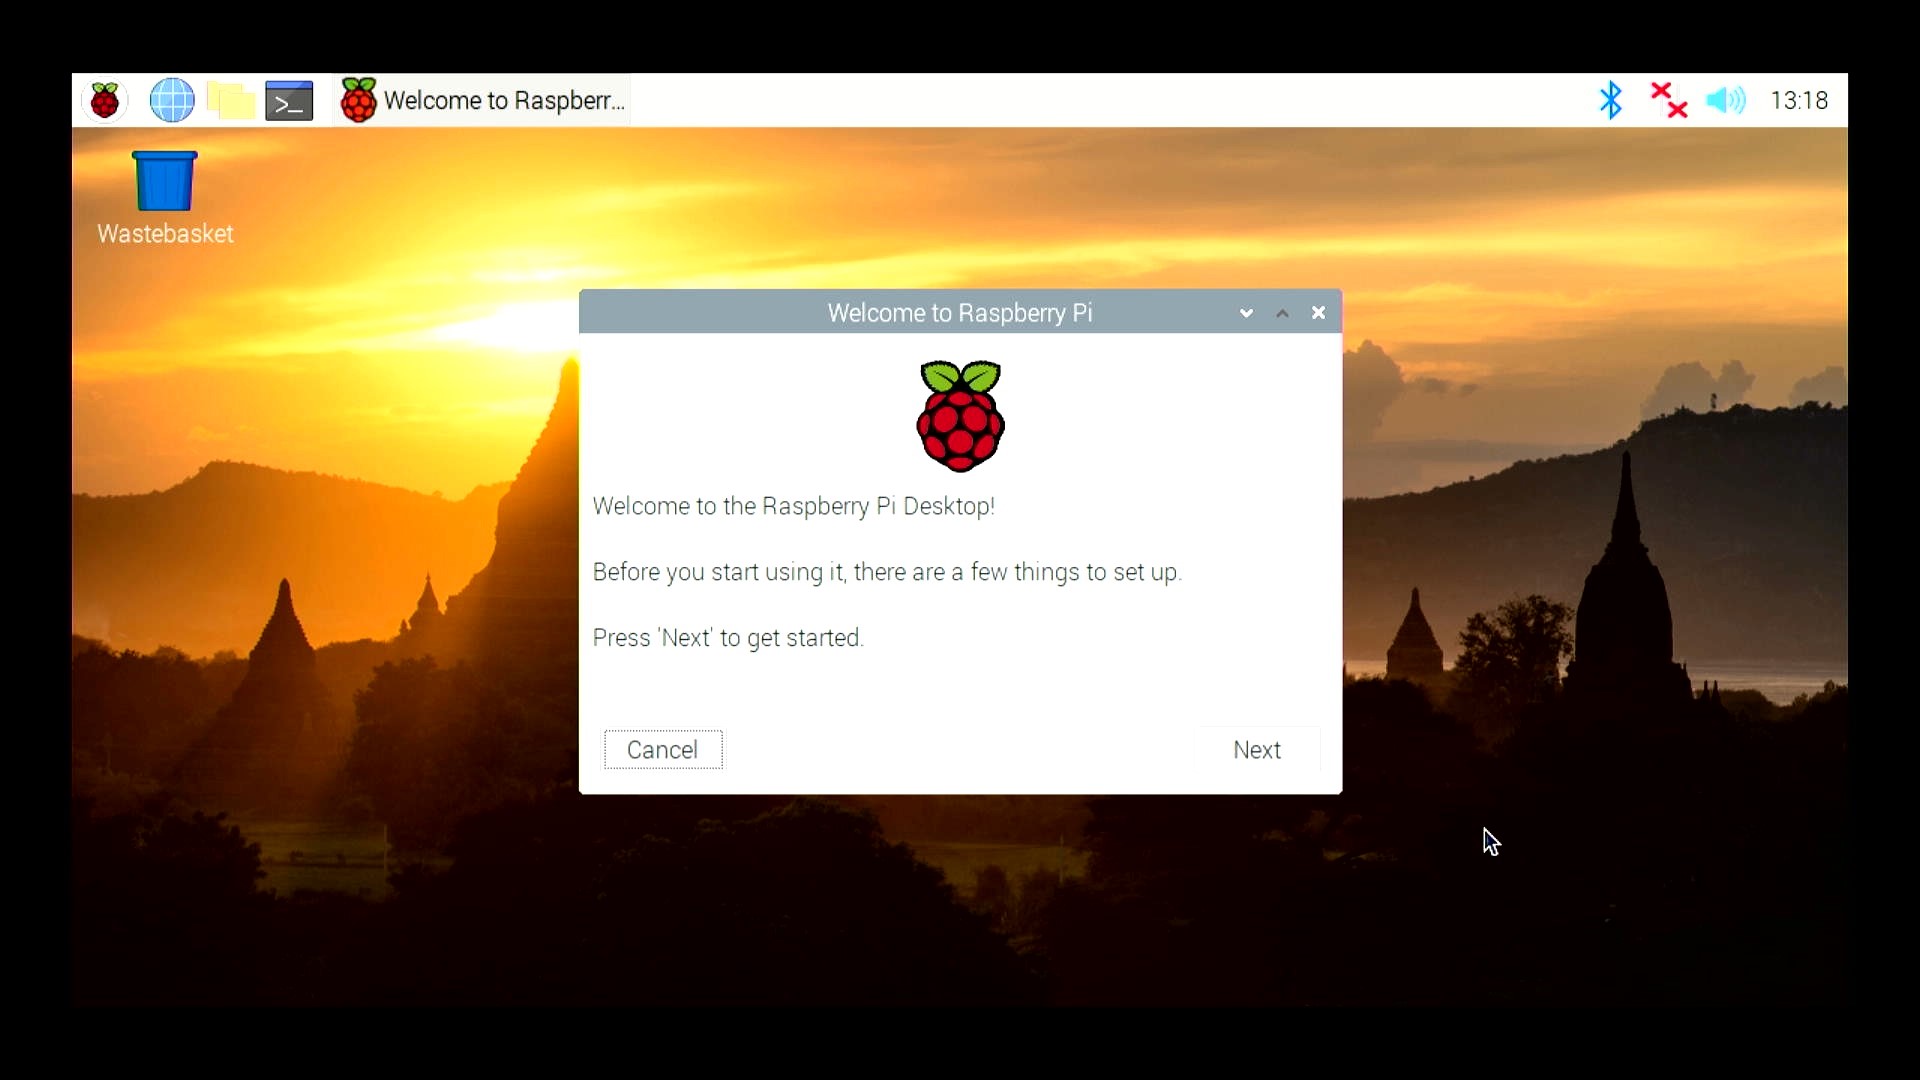 >_
Welcome to Raspberr...
13:18
Wastebasket
Welcome to Raspberry Pi
Welcome to the Raspberry Pi Desktop!
Before you start using it, there are a few things to set up.
Press 'Next' to get started.
Cancel
Next